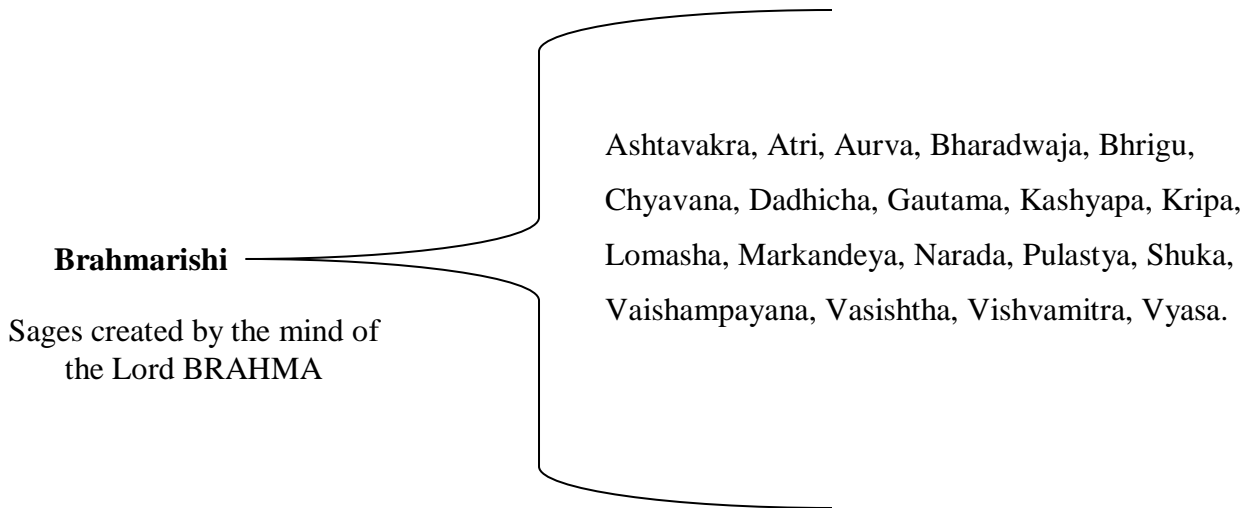 Brahmarishi
Sages created by the mind of
the Lord BRAHMA
Ashtavakra, Atri, Aurva, Bharadwaja, Bhrigu,
Chyavana, Dadhicha, Gautama, Kashyapa, Kripa,
Lomasha, Markandeya, Narada, Pulastya, Shuka,
Vaishampayana, Vasishtha, Vishvamitra, Vyasa.